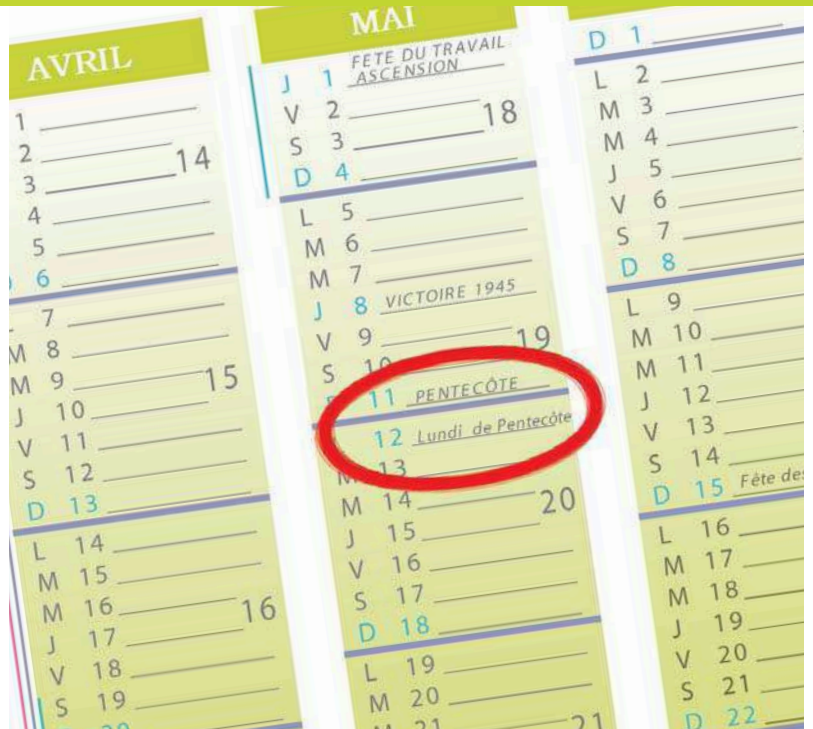 AVRIL
1
2
3 14
4
5
6
7
M 8
M 9 15
J 10
V 11
S 12
D 13
L 14
M 15
M 16 16
J 17
V 18
S 19
MAI
J 1 FETE DU TRAVAIL
ASCENSION
V 2
S 3 18
D 4
L 5
M 6
M 7
J 8 VICTOIRE 1945
V 9
S 10 19
11 PENTECÔTE
12 Lundi de Pentecôte
M 13
M 14
J 15 20
V 16
S 17
D 18
L 19
M 20
M 21 21
D 1
L 2
M 3
M 4
J 5
V 6
S 7
D 8
L 9
M 10
M 11
J 12
V 13
S 14
D 15 Fête des
L 16
M 17
M 18
J 19
V 20
S 21
D 22